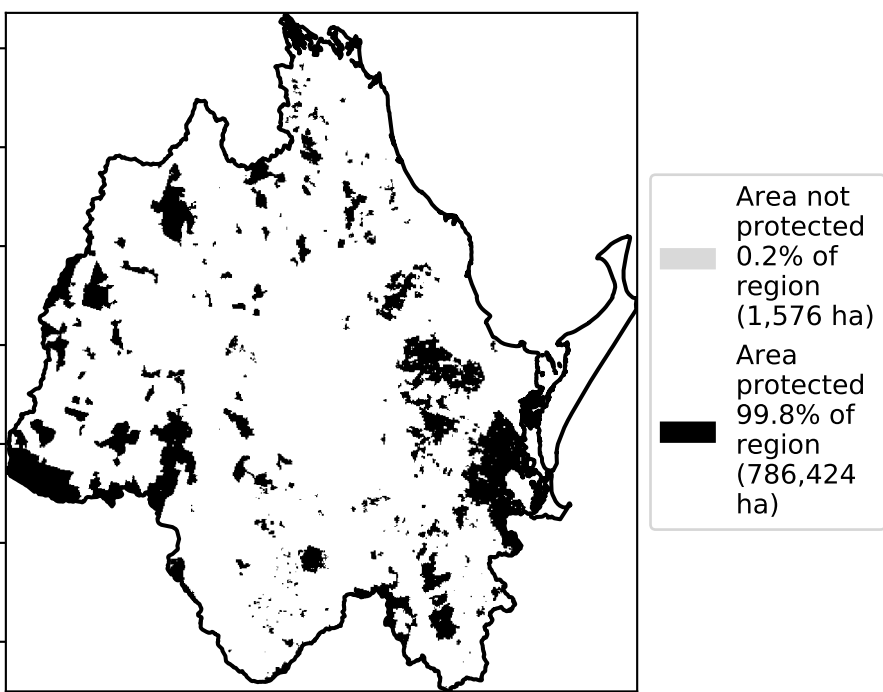 Area not
protected
0.2% of
region
(1,576 ha)
Area
protected
99.8% of
region
(786,424
ha)